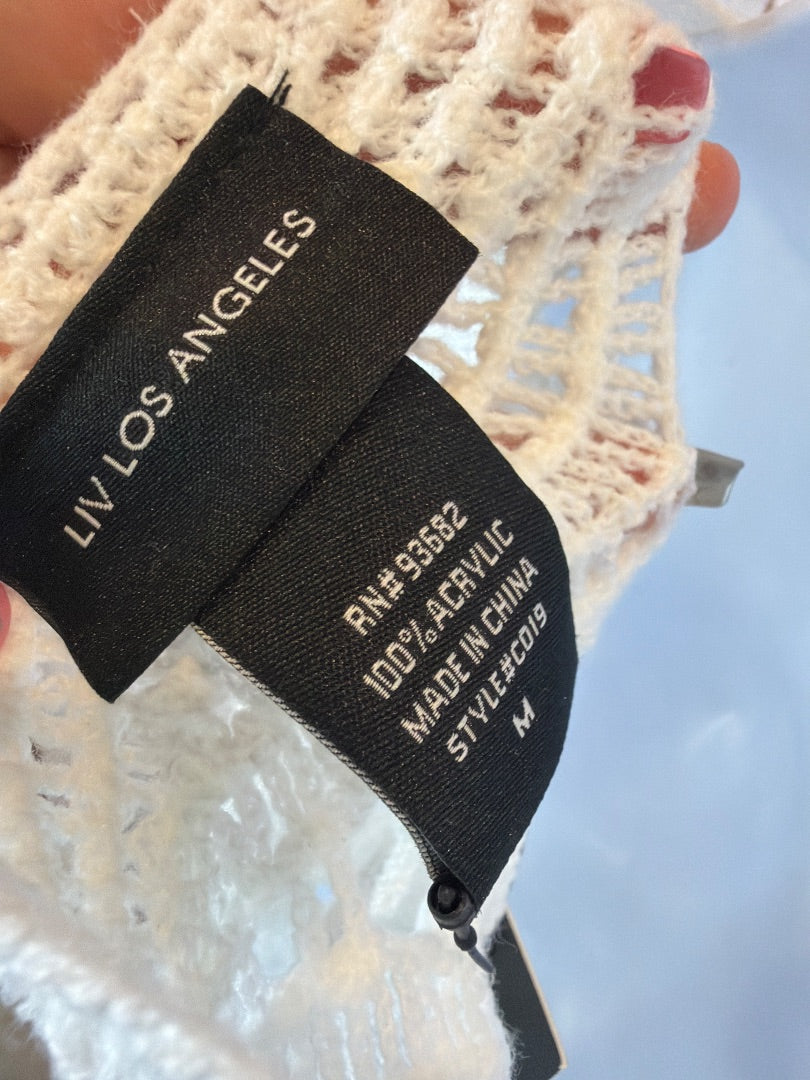 LIV LOS ANGELES
RN#93682
100% ACRYLIC
MADE IN CHINA
STYLE#C019
M